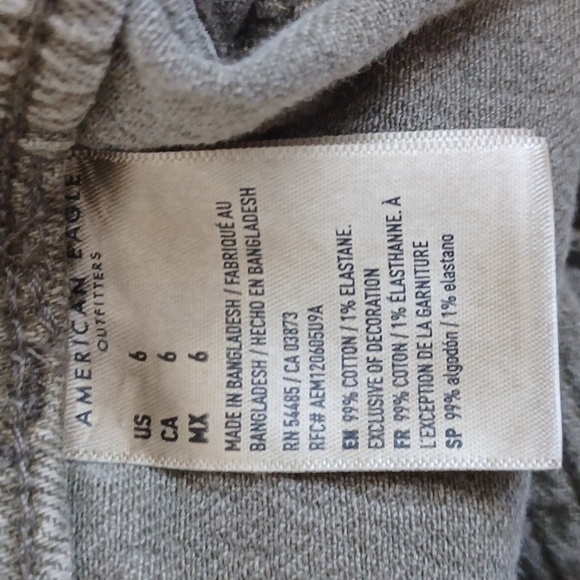 AMERICAN EAGLE
OUTFITTERS
US 6
CA 6
MX 6
MADE IN BANGLADESH / FABRIQUÉ AU
BANGLADESH / HECHO EN BANGLADESH
RN 54485 / CA 03873
RFC# AEM120605U9A
EN 99% COTTON / 1% ELASTANE.
EXCLUSIVE OF DECORATION
FR 99% COTON / 1% ÉLASTHANNE. À
L'EXCEPTION DE LA GARNITURE
SP 99% algodón / 1% elastano